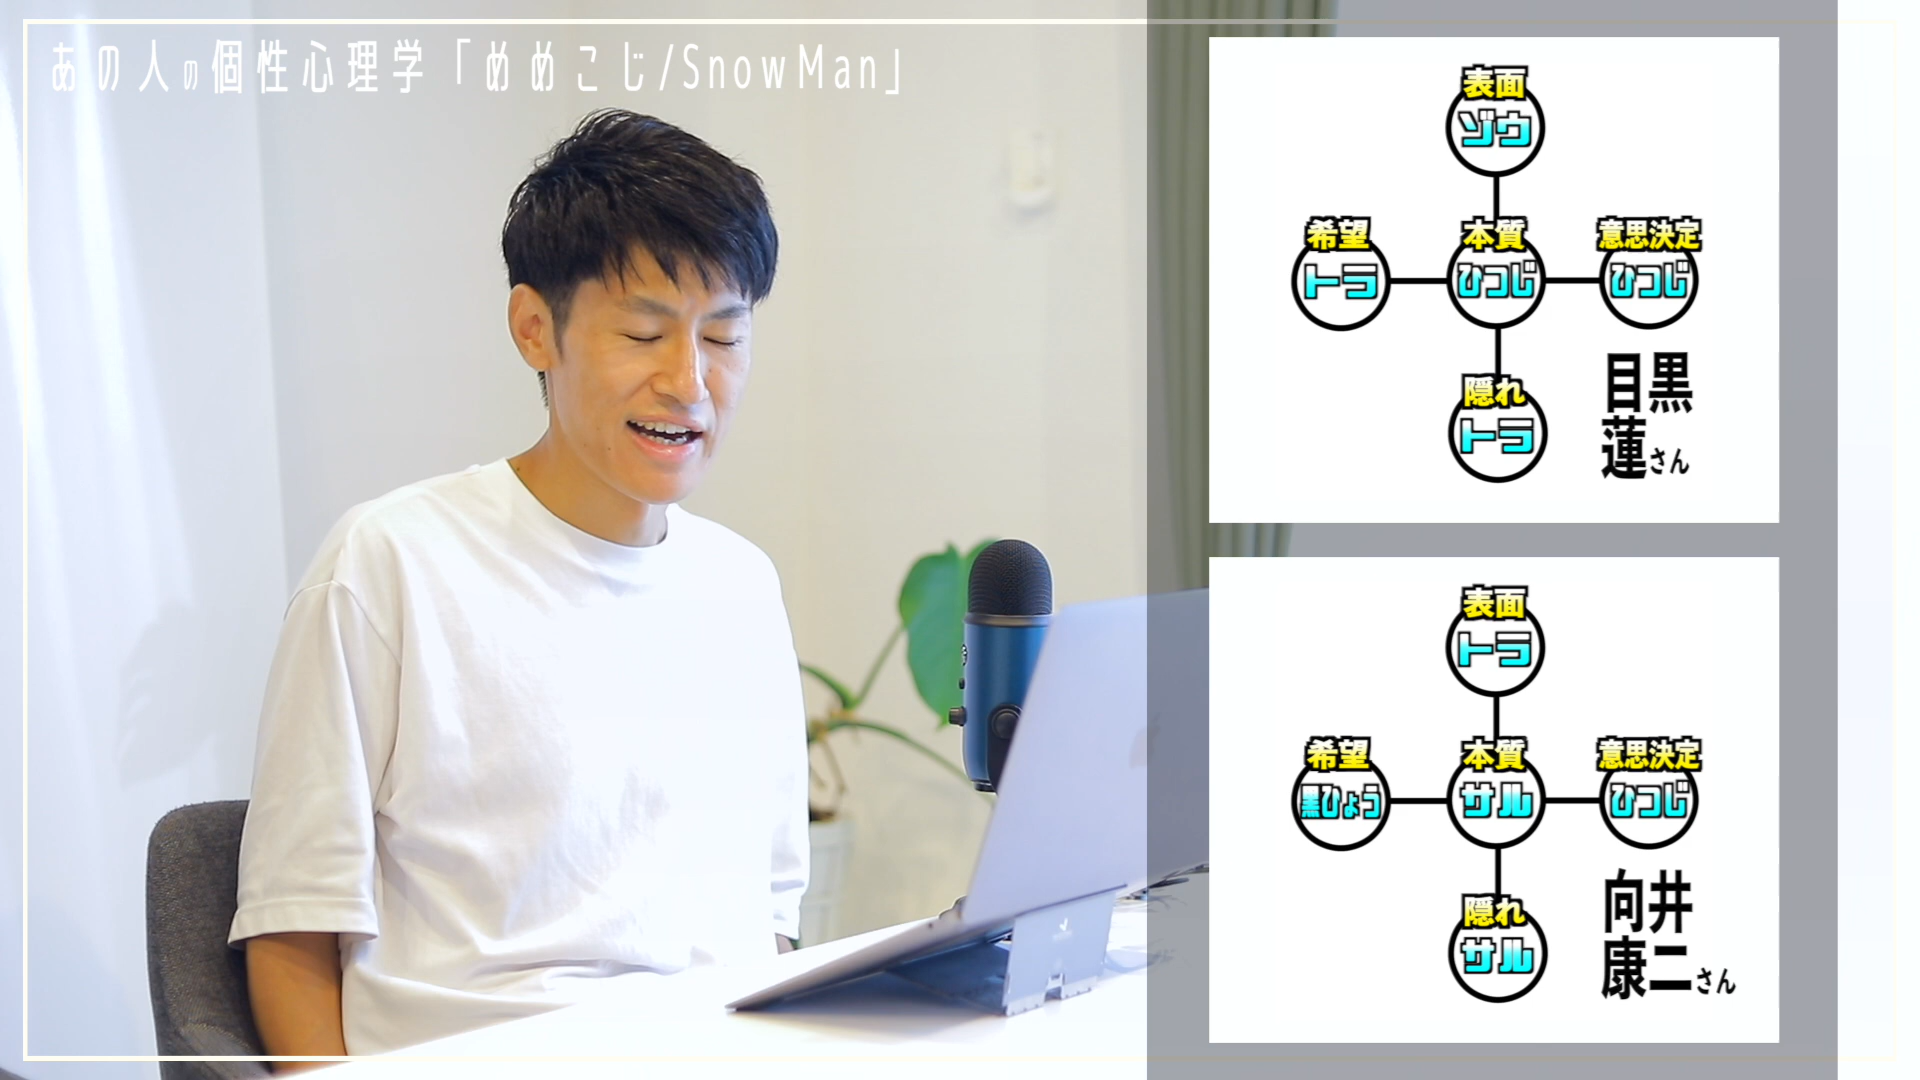 あの人の個性心理学「めめこじ/SnowMan」
表面
ゾウ
希望
トラ
本質
ひつじ
意思決定
ひつじ
隠れ
トラ
目黒
蓮さん
表面
トラ
希望
黒ひょう
本質
サル
意思決定
ひつじ
隠れ
サル
向井
康二さん